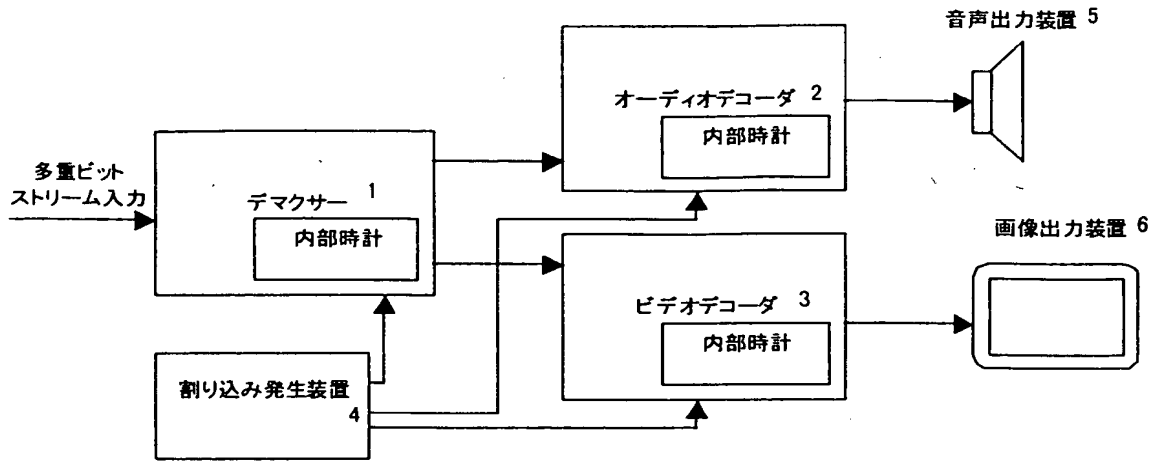 音声出力装置 5
オーディオデコーダ 2
内部時計
多重ビット
ストリーム入力
デマクサー 1
内部時計
画像出力装置 6
ビデオデコーダ 3
内部時計
割り込み発生装置
4